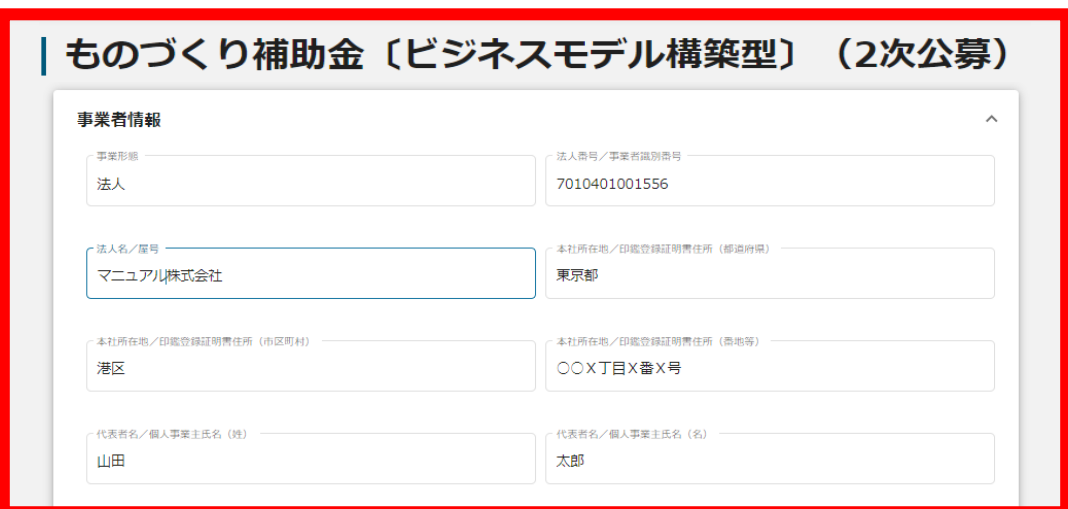 ものづくり補助金〔ビジネスモデル構築型〕（2次公募）
事業者情報
事業形態
法人番号／事業者識別番号
法人
7010401001556
法人名／屋号
本社所在地／印鑑登録証明書住所（都道府県）
マニュアル株式会社
東京都
本社所在地／印鑑登録証明書住所（市区町村）
本社所在地／印鑑登録証明書住所（番地等）
港区
○○X丁目X番X号
代表者名／個人事業主氏名（姓）
代表者名／個人事業主氏名（名）
山田
太郎